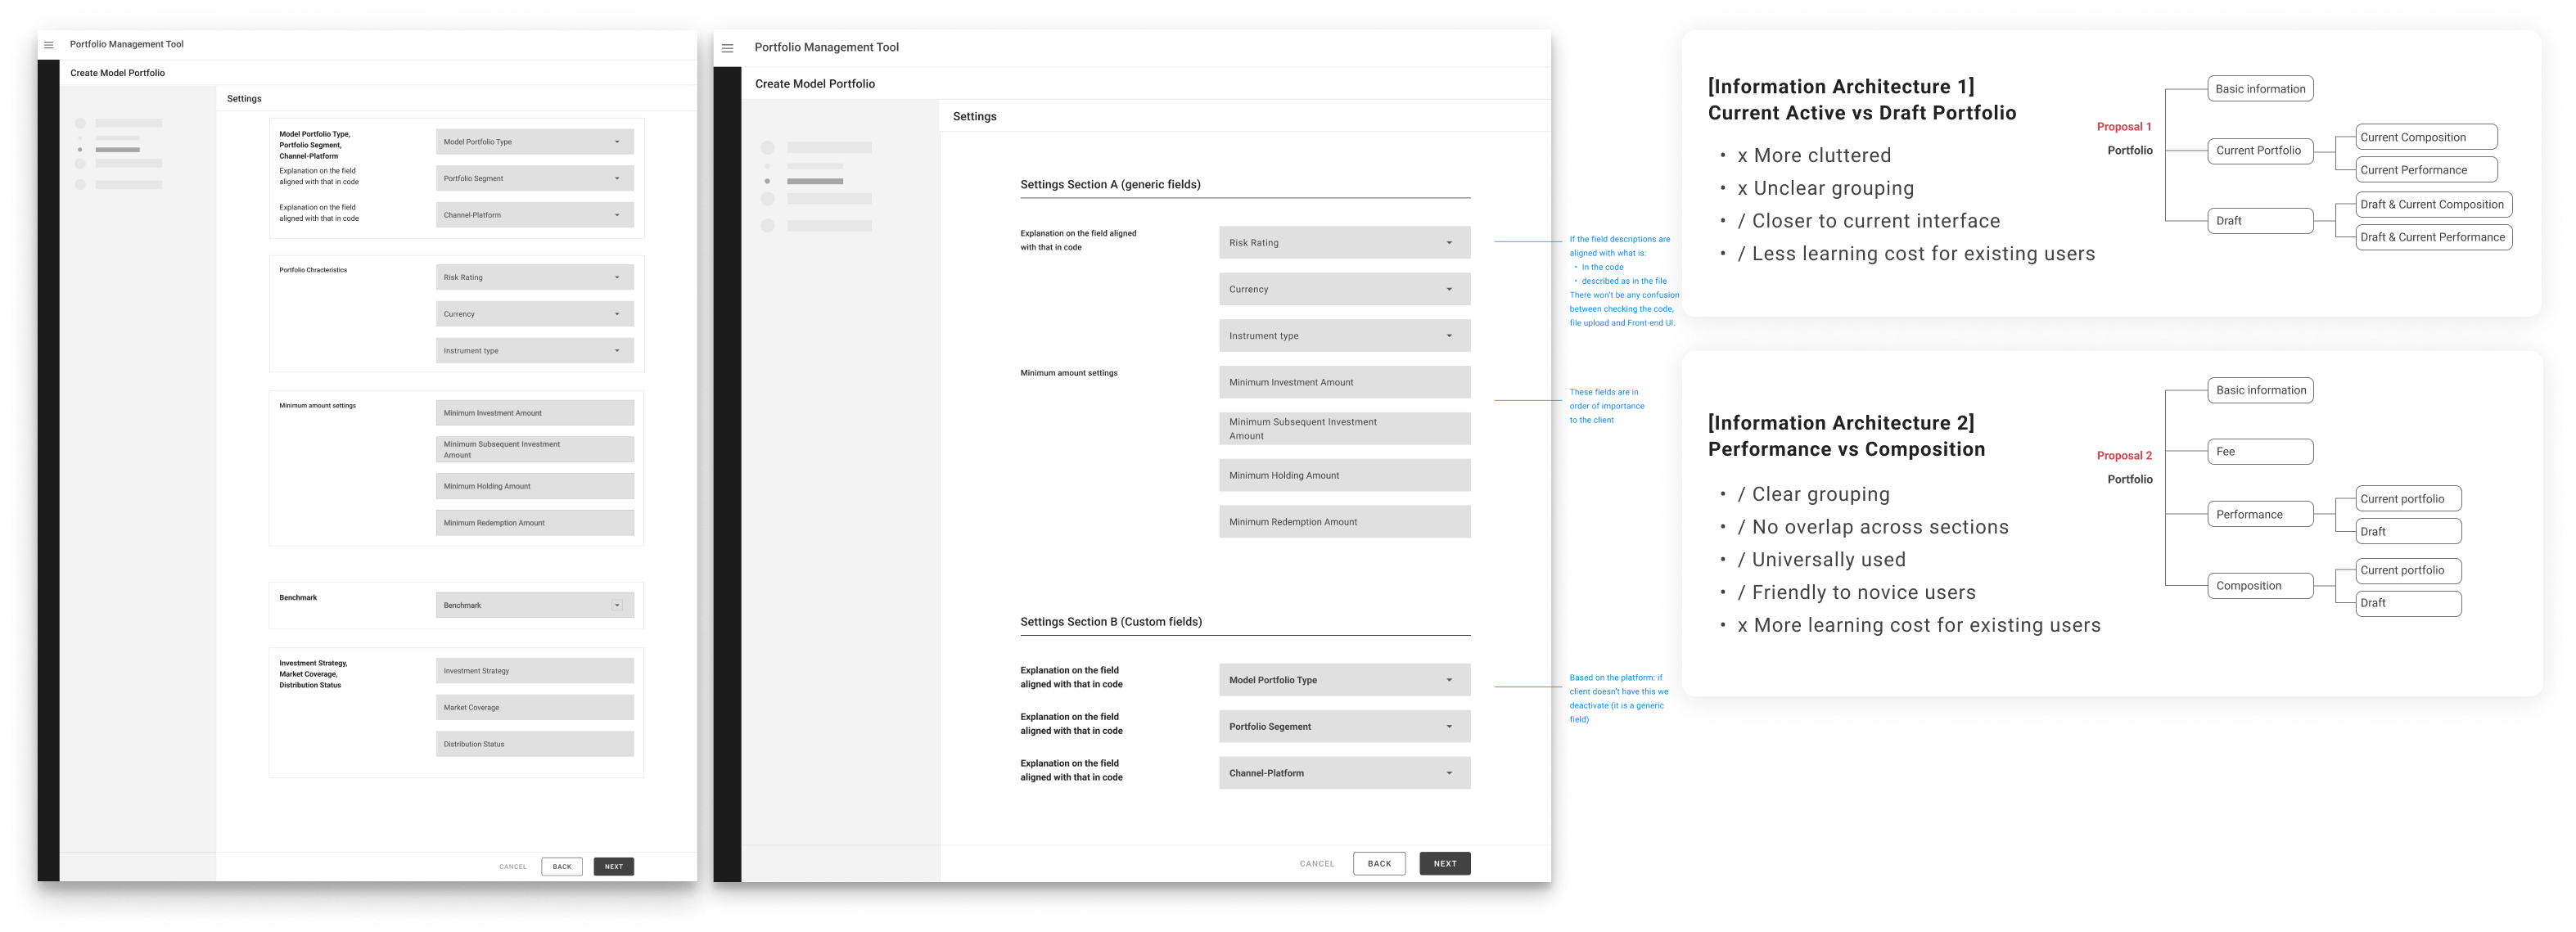 Portfolio Management Tool
Create Model Portfolio
Settings
Model Portfolio Type,
Portfolio Segment,
Channel-Platform
Explanation on the field
aligned with that in code
Explanation on the field
aligned with that in code
Model Portfolio Type
Portfolio Segment
Channel-Platform
Portfolio Chracteristics
Risk Rating
Currency
Instrument type
Minimum amount settings
Minimum Investment Amount
Minimum Subsequent Investment
Amount
Minimum Holding Amount
Minimum Redemption Amount
Benchmark
Benchmark
Investment Strategy,
Market Coverage,
Distribution Status
Investment Strategy
Market Coverage
Distribution Status
CANCEL
BACK
NEXT
Portfolio Management Tool
Create Model Portfolio
Settings
Settings Section A (generic fields)
Explanation on the field aligned
with that in code
Risk Rating
Currency
Instrument type
Minimum amount settings
Minimum Investment Amount
Minimum Subsequent Investment
Amount
Minimum Holding Amount
Minimum Redemption Amount
Settings Section B (Custom fields)
Explanation on the field
aligned with that in code
Model Portfolio Type
Explanation on the field
aligned with that in code
Portfolio Segement
Explanation on the field
aligned with that in code
Channel-Platform
CANCEL
BACK
NEXT
If the field descriptions are
aligned with what is:
• In the code
• described as in the file
There won't be any confusion
between checking the code,
file upload and Front-end UI.
These fields are in
order of importance
to the client
Based on the platform: if
client doesn't have this we
deactivate (it is a generic
field)
[Information Architecture 1]
Current Active vs Draft Portfolio
• x More cluttered
• x Unclear grouping
• / Closer to current interface
• / Less learning cost for existing users
Proposal 1
Portfolio
Basic information
Current Portfolio
Current Composition
Current Performance
Draft
Draft & Current Composition
Draft & Current Performance
[Information Architecture 2]
Performance vs Composition
• / Clear grouping
• / No overlap across sections
• / Universally used
• / Friendly to novice users
• x More learning cost for existing users
Proposal 2
Portfolio
Basic information
Fee
Performance
Current portfolio
Draft
Composition
Current portfolio
Draft